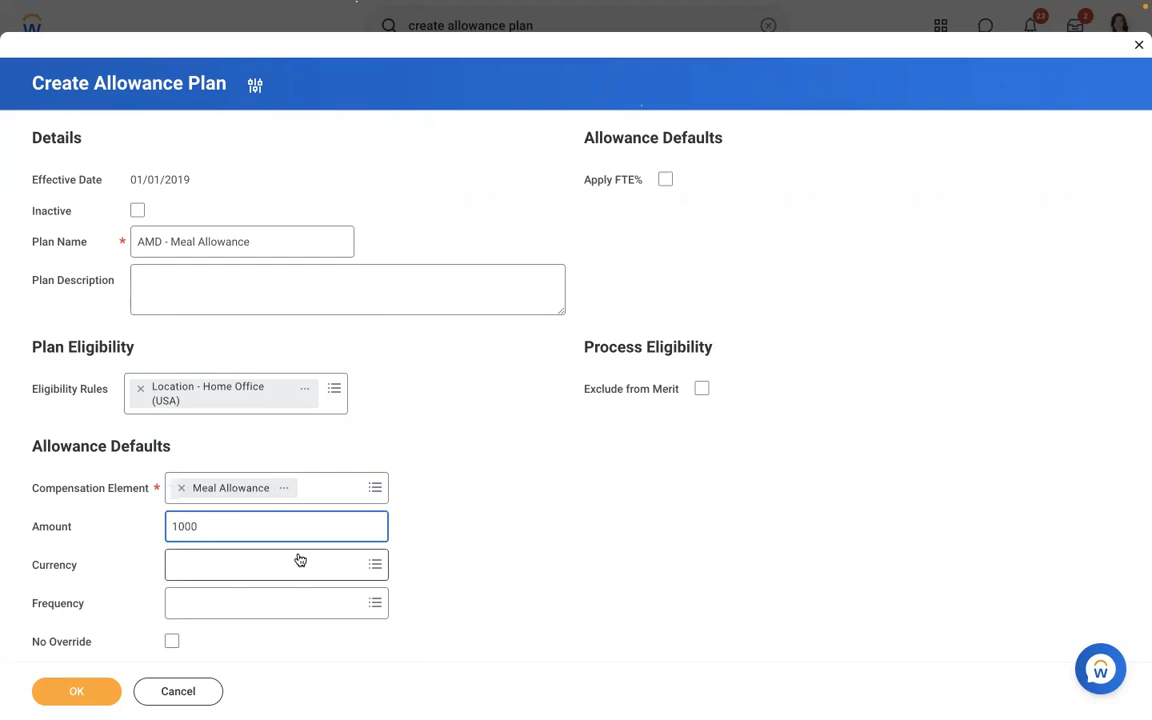 create allowance plan
23
2
Create Allowance Plan
Details
Allowance Defaults
Effective Date 01/01/2019
Apply FTE%
Inactive
Plan Name * AMD - Meal Allowance
Plan Description
Plan Eligibility
Process Eligibility
Eligibility Rules
Location - Home Office
(USA)
Exclude from Merit
Allowance Defaults
Compensation Element * Meal Allowance
Amount 1000
Currency
Frequency
No Override
OK
Cancel
w